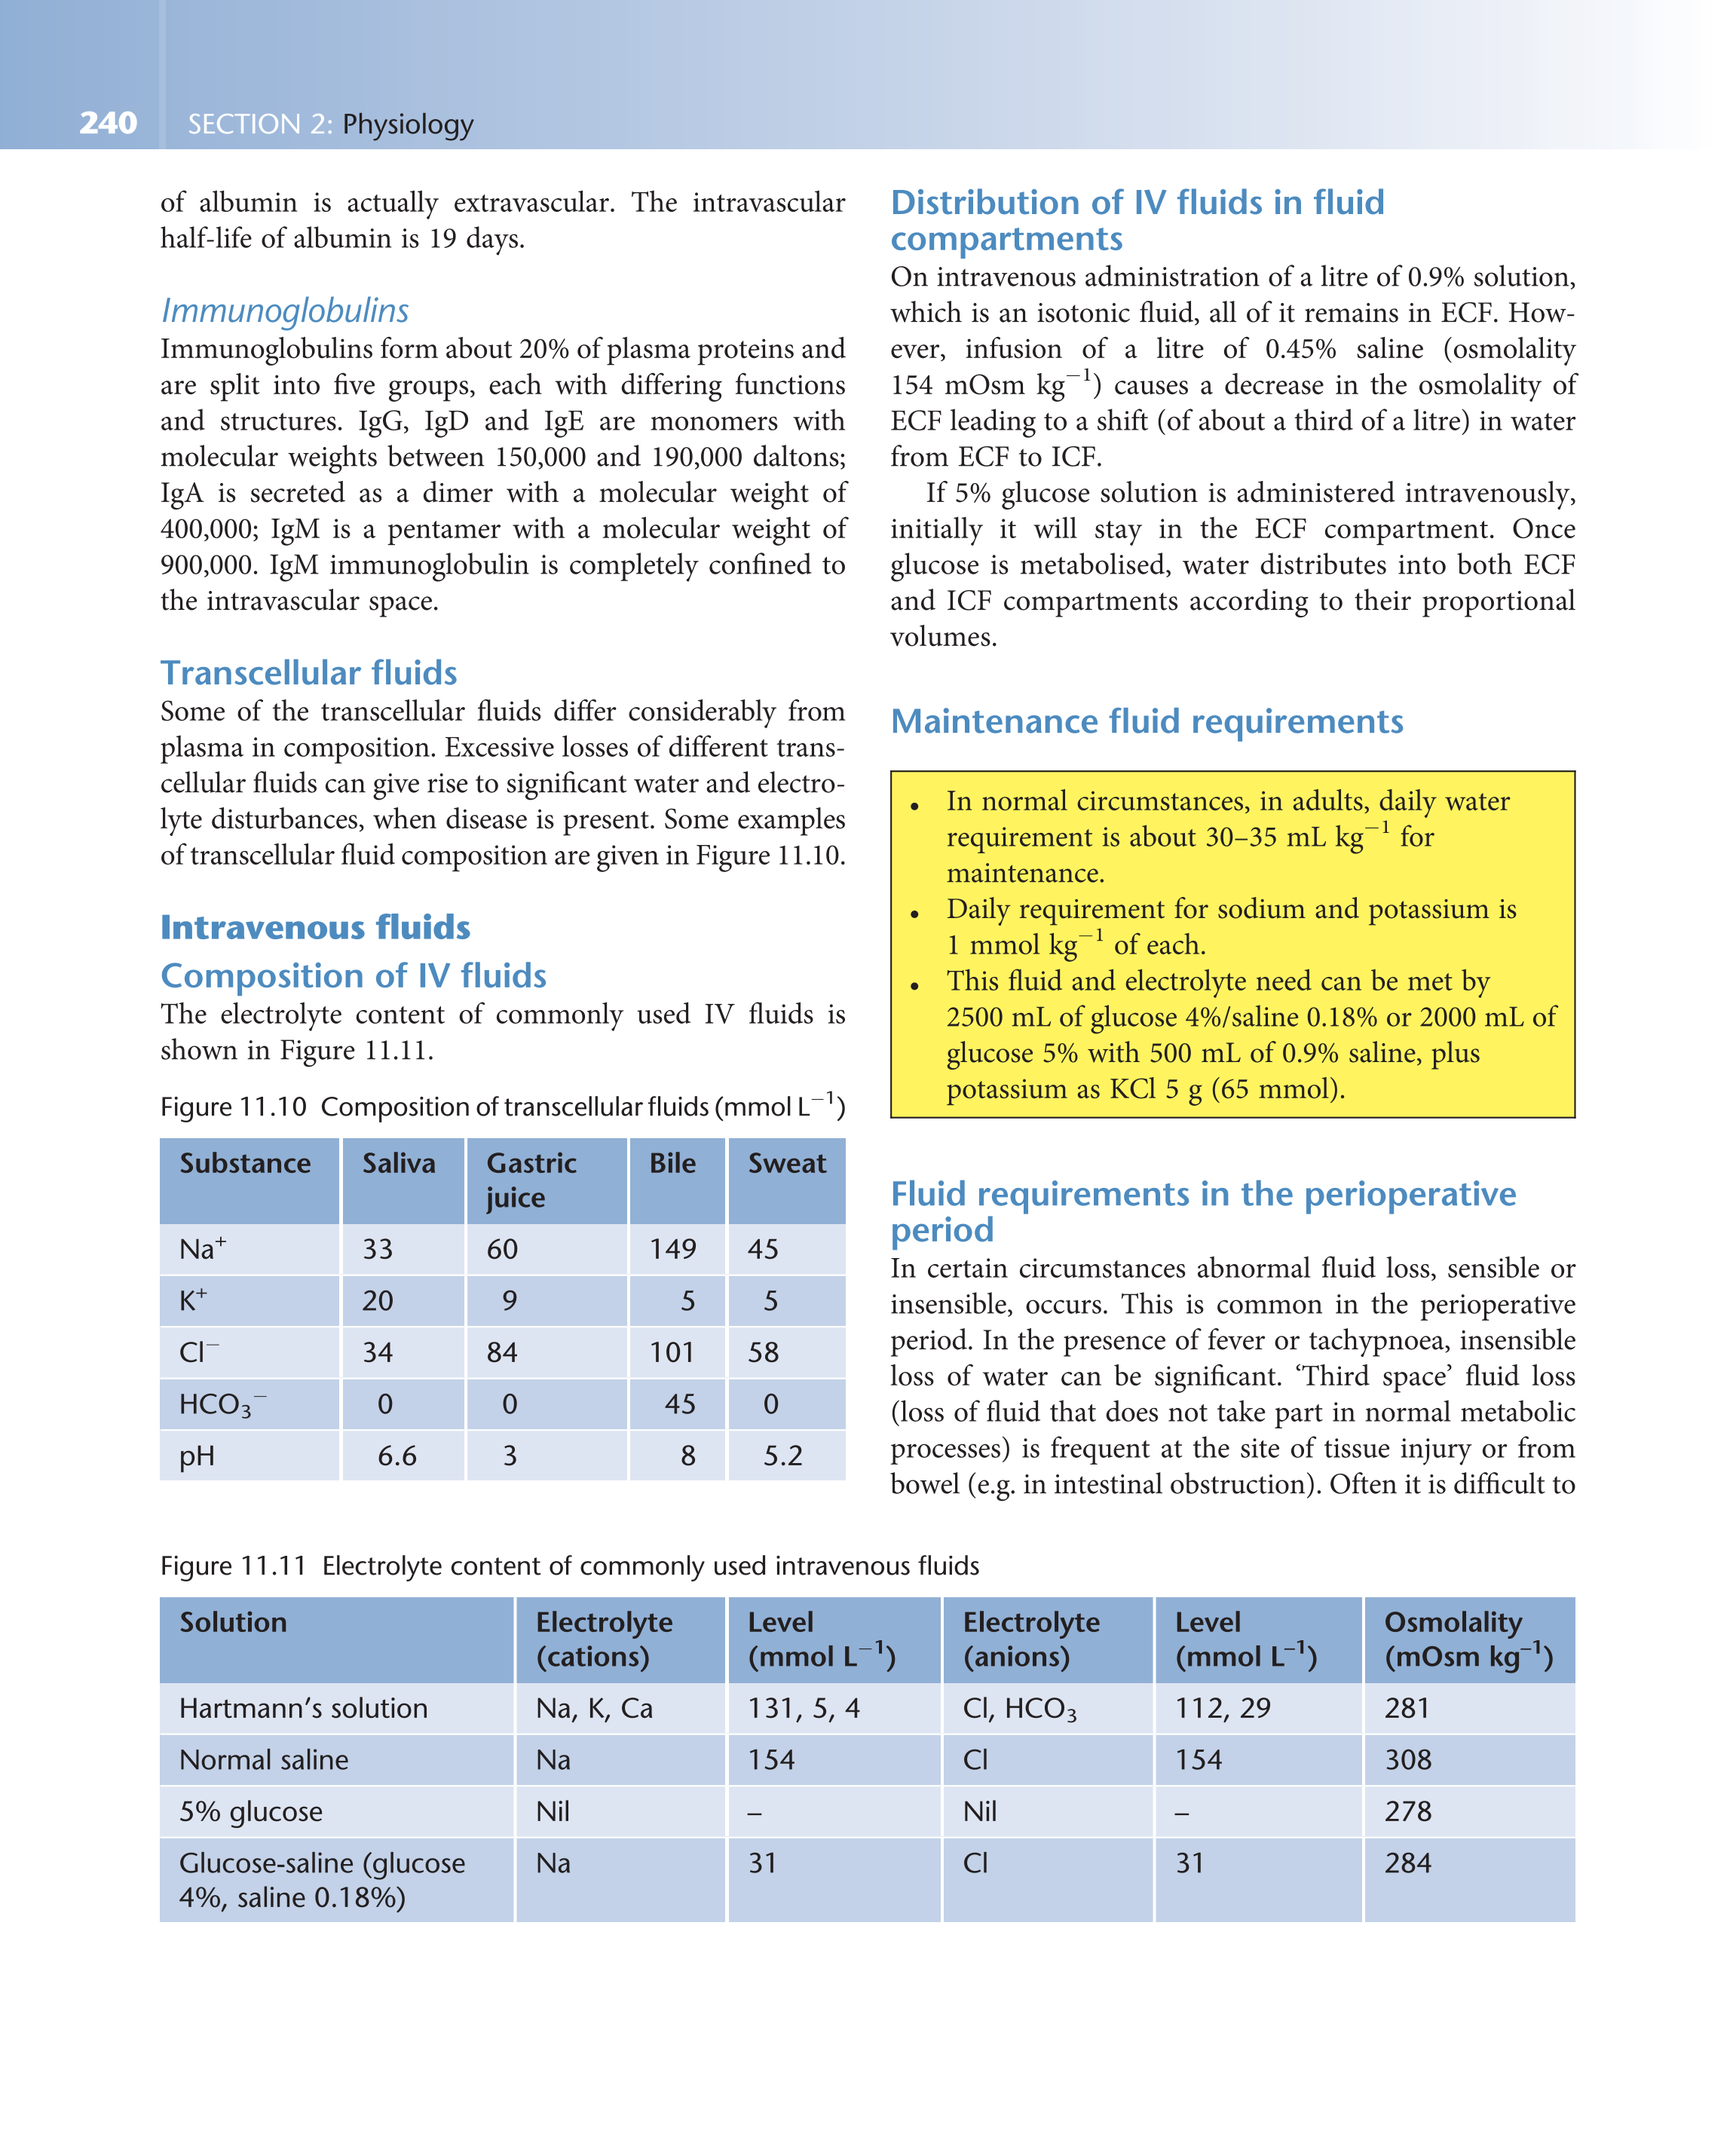 240 SECTION 2: Physiology
of albumin is actually extravascular. The intravascular
half-life of albumin is 19 days.
Immunoglobulins
Immunoglobulins form about 20% of plasma proteins and
are split into five groups, each with differing functions
and structures. IgG, IgD and IgE are monomers with
molecular weights between 150,000 and 190,000 daltons;
IgA is secreted as a dimer with a molecular weight of
400,000; IgM is a pentamer with a molecular weight of
900,000. IgM immunoglobulin is completely confined to
the intravascular space.
Transcellular fluids
Some of the transcellular fluids differ considerably from
plasma in composition. Excessive losses of different trans-
cellular fluids can give rise to significant water and electro-
lyte disturbances, when disease is present. Some examples
of transcellular fluid composition are given in Figure 11.10.
Intravenous fluids
Composition of IV fluids
The electrolyte content of commonly used IV fluids is
shown in Figure 11.11.
Figure 11.10 Composition of transcellular fluids (mmol L⁻¹)
Substance Saliva Gastric juice Bile Sweat
Na⁺ 33 60 149 45
K⁺ 20 9 5 5
Cl⁻ 34 84 101 58
HCO₃⁻ 0 0 45 0
pH 6.6 3 8 5.2
Distribution of IV fluids in fluid
compartments
On intravenous administration of a litre of 0.9% solution,
which is an isotonic fluid, all of it remains in ECF. How-
ever, infusion of a litre of 0.45% saline (osmolality
154 mOsm kg⁻¹) causes a decrease in the osmolality of
ECF leading to a shift (of about a third of a litre) in water
from ECF to ICF.
If 5% glucose solution is administered intravenously,
initially it will stay in the ECF compartment. Once
glucose is metabolised, water distributes into both ECF
and ICF compartments according to their proportional
volumes.
Maintenance fluid requirements
• In normal circumstances, in adults, daily water
requirement is about 30–35 mL kg⁻¹ for
maintenance.
• Daily requirement for sodium and potassium is
1 mmol kg⁻¹ of each.
• This fluid and electrolyte need can be met by
2500 mL of glucose 4%/saline 0.18% or 2000 mL of
glucose 5% with 500 mL of 0.9% saline, plus
potassium as KCl 5 g (65 mmol).
Fluid requirements in the perioperative
period
In certain circumstances abnormal fluid loss, sensible or
insensible, occurs. This is common in the perioperative
period. In the presence of fever or tachypnoea, insensible
loss of water can be significant. ‘Third space’ fluid loss
(loss of fluid that does not take part in normal metabolic
processes) is frequent at the site of tissue injury or from
bowel (e.g. in intestinal obstruction). Often it is difficult to
Figure 11.11 Electrolyte content of commonly used intravenous fluids
Solution Electrolyte (cations) Level (mmol L⁻¹) Electrolyte (anions) Level (mmol L⁻¹) Osmolality (mOsm kg⁻¹)
Hartmann’s solution Na, K, Ca 131, 5, 4 Cl, HCO₃ 112, 29 281
Normal saline Na 154 Cl 154 308
5% glucose Nil – Nil – 278
Glucose-saline (glucose 4%, saline 0.18%) Na 31 Cl 31 284